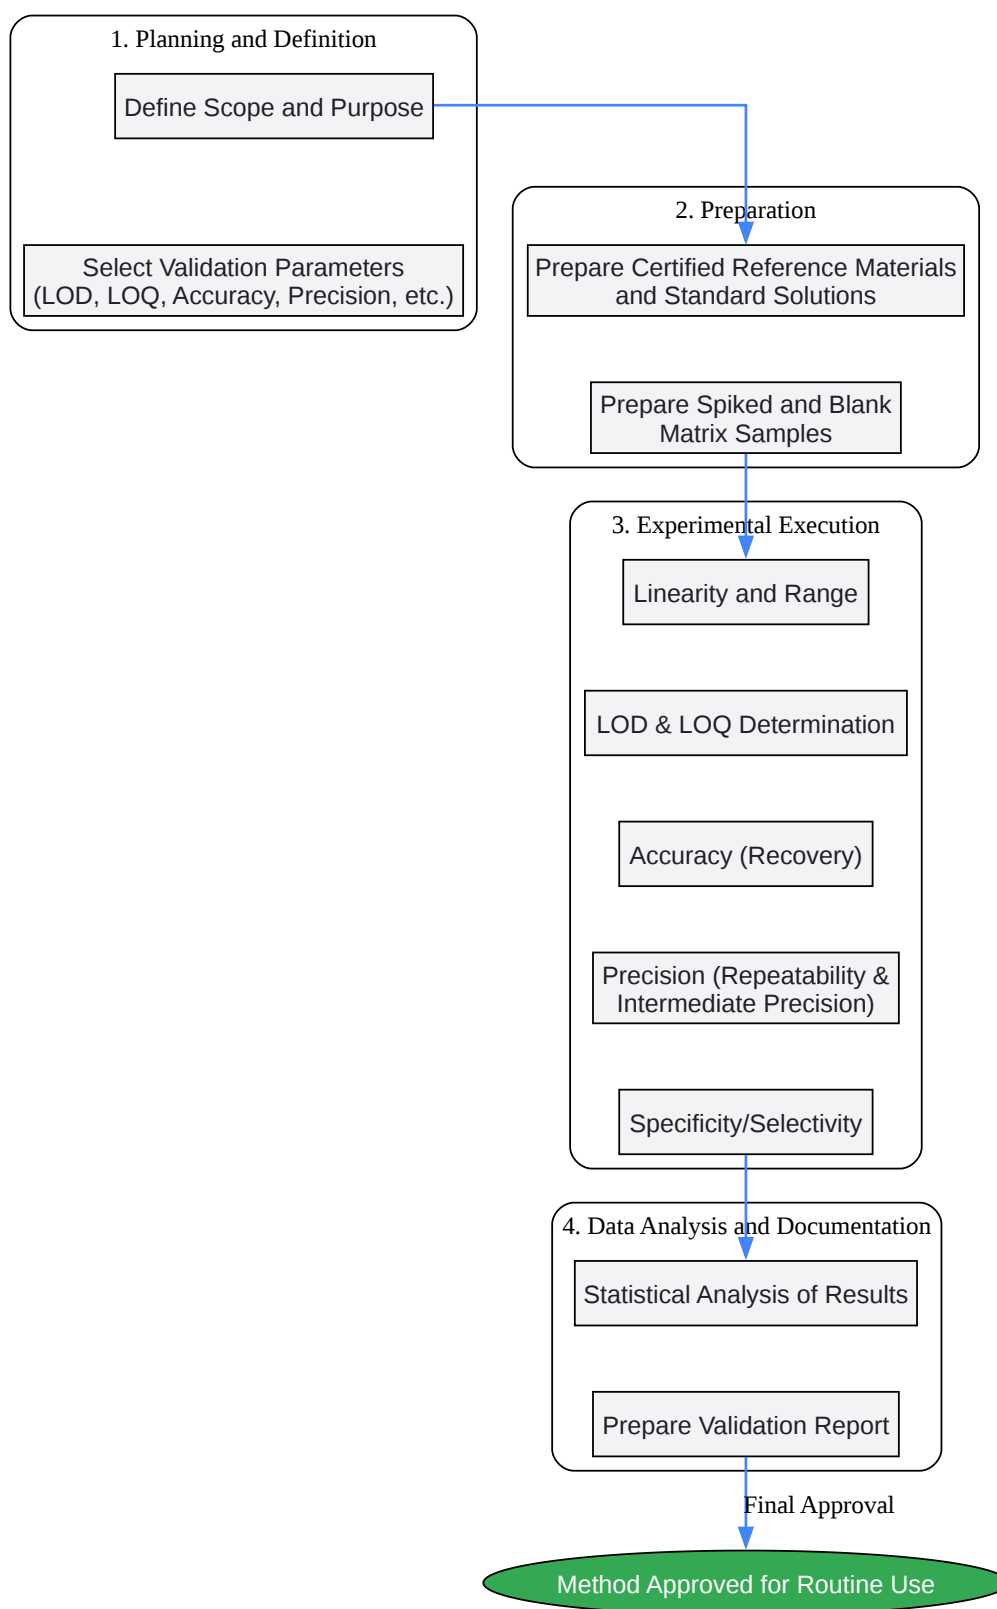 1. Planning and Definition
Define Scope and Purpose
Select Validation Parameters
(LOD, LOQ, Accuracy, Precision, etc.)
2. Preparation
Prepare Certified Reference Materials
and Standard Solutions
Prepare Spiked and Blank
Matrix Samples
3. Experimental Execution
Linearity and Range
LOD & LOQ Determination
Accuracy (Recovery)
Precision (Repeatability &
Intermediate Precision)
Specificity/Selectivity
4. Data Analysis and Documentation
Statistical Analysis of Results
Prepare Validation Report
Final Approval
Method Approved for Routine Use